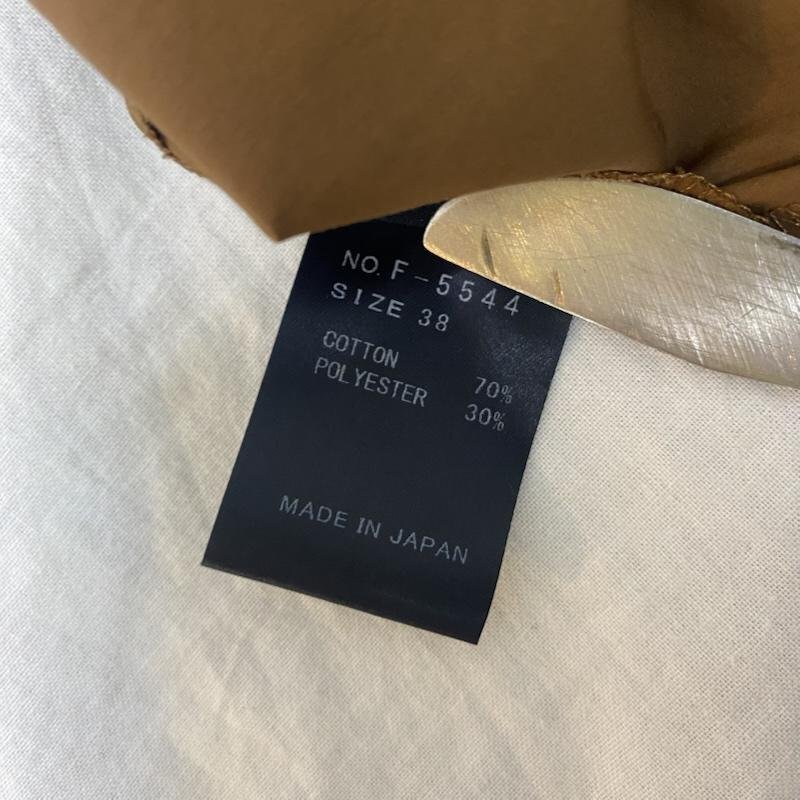 NO. F-5544
SIZE 38
COTTON 70%
POLYESTER 30%
MADE IN JAPAN